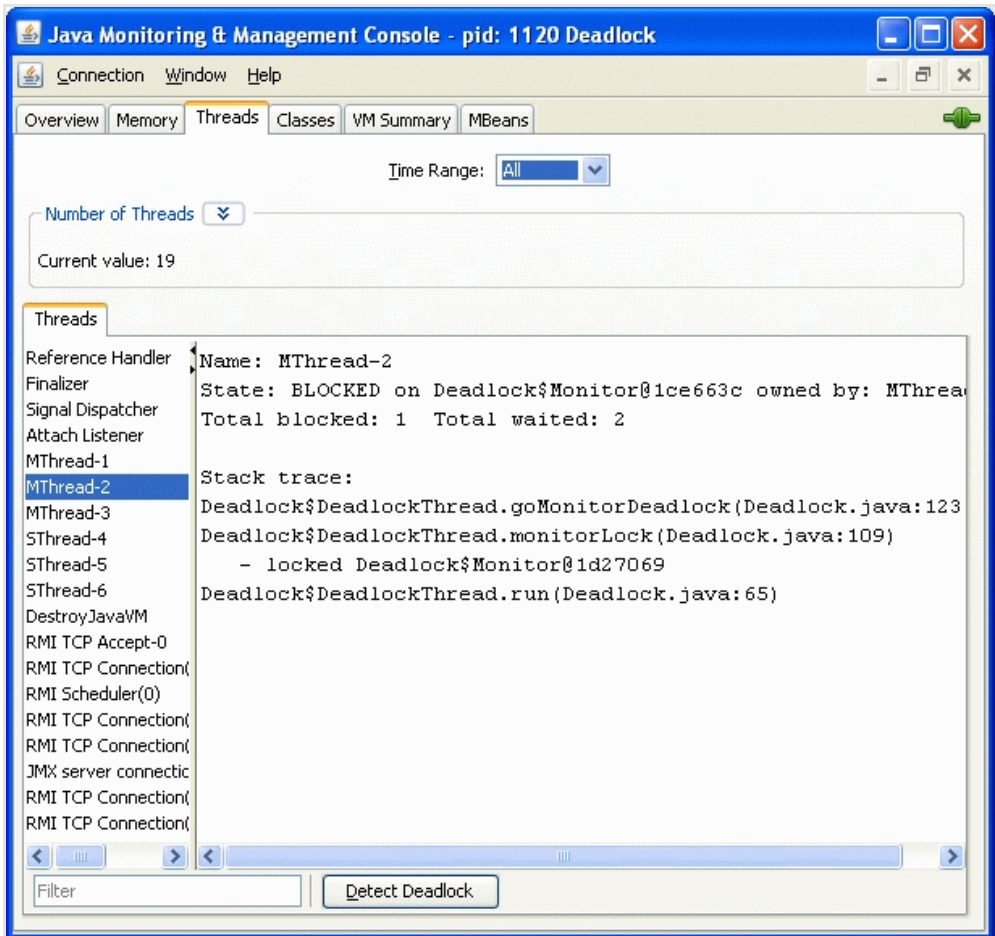 Java Monitoring & Management Console - pid: 1120 Deadlock
Connection Window Help
Overview Memory Threads Classes VM Summary MBeans
Time Range: All
Number of Threads
Current value: 19
Threads
Reference Handler
Finalizer
Signal Dispatcher
Attach Listener
MThread-1
MThread-2
MThread-3
SThread-4
SThread-5
SThread-6
DestroyJavaVM
RMI TCP Accept-0
RMI TCP Connection(
RMI Scheduler(0)
RMI TCP Connection(
RMI TCP Connection(
JMX server connectic
RMI TCP Connection(
RMI TCP Connection(
Name: MThread-2
State: BLOCKED on Deadlock$Monitor@1ce663c owned by: MThrea
Total blocked: 1 Total waited: 2
Stack trace:
Deadlock$DeadlockThread.goMonitorDeadlock(Deadlock.java:123
Deadlock$DeadlockThread.monitorLock(Deadlock.java:109)
- locked Deadlock$Monitor@1d27069
Deadlock$DeadlockThread.run(Deadlock.java:65)
Filter
Detect Deadlock